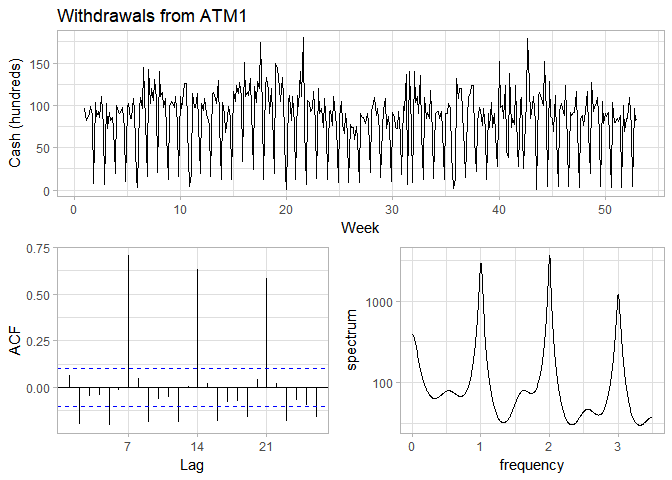 Withdrawals from ATM1
Cash (hundreds)
150
100
50
0
0 10 20 30 40 50
Week
ACF
0.75
0.50
0.25
0.00
7 14 21
Lag
spectrum
1000
100
0 1 2 3
frequency